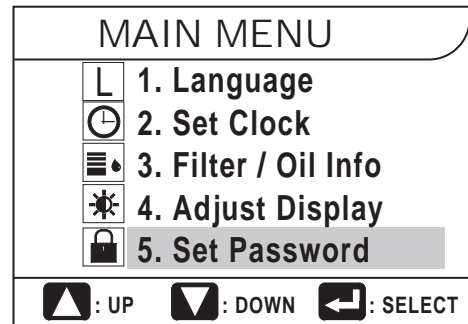 MAIN MENU
L 1. Language
2. Set Clock
3. Filter / Oil Info
4. Adjust Display
5. Set Password
: UP : DOWN : SELECT